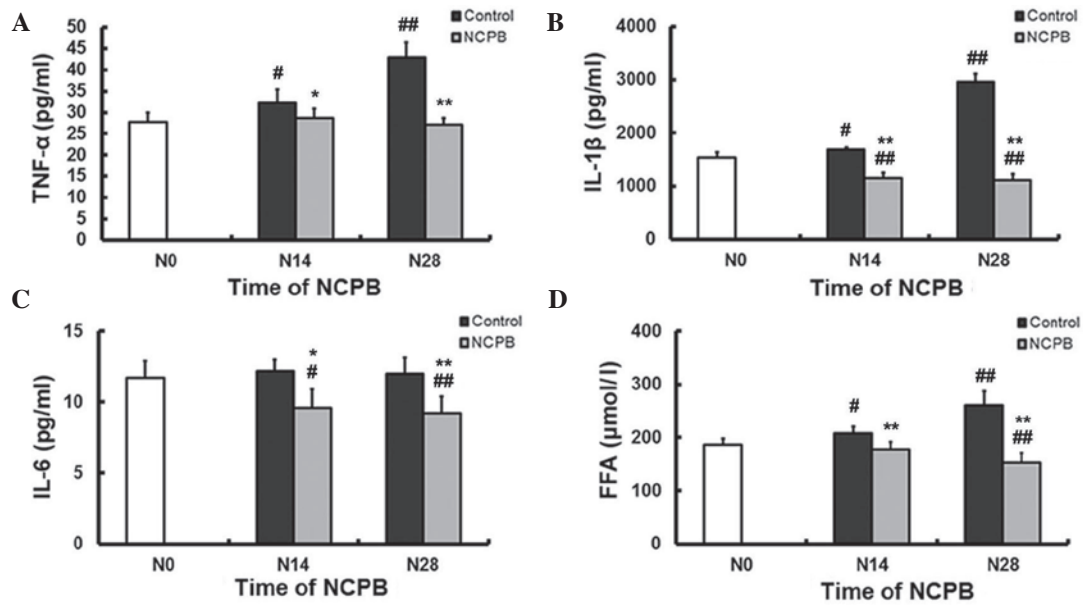 A
TNF-α (pg/ml)
50
45
40
35
30
25
20
15
10
5
0
#
*
##
**
Control
NCPB
N0 N14 N28
Time of NCPB
B
IL-1β (pg/ml)
4000
3000
2000
1000
0
#
**
##
##
**
##
Control
NCPB
N0 N14 N28
Time of NCPB
C
IL-6 (pg/ml)
15
10
5
0
*
#
**
##
Control
NCPB
N0 N14 N28
Time of NCPB
D
FFA (μmol/l)
400
300
200
100
0
#
**
##
**
##
Control
NCPB
N0 N14 N28
Time of NCPB